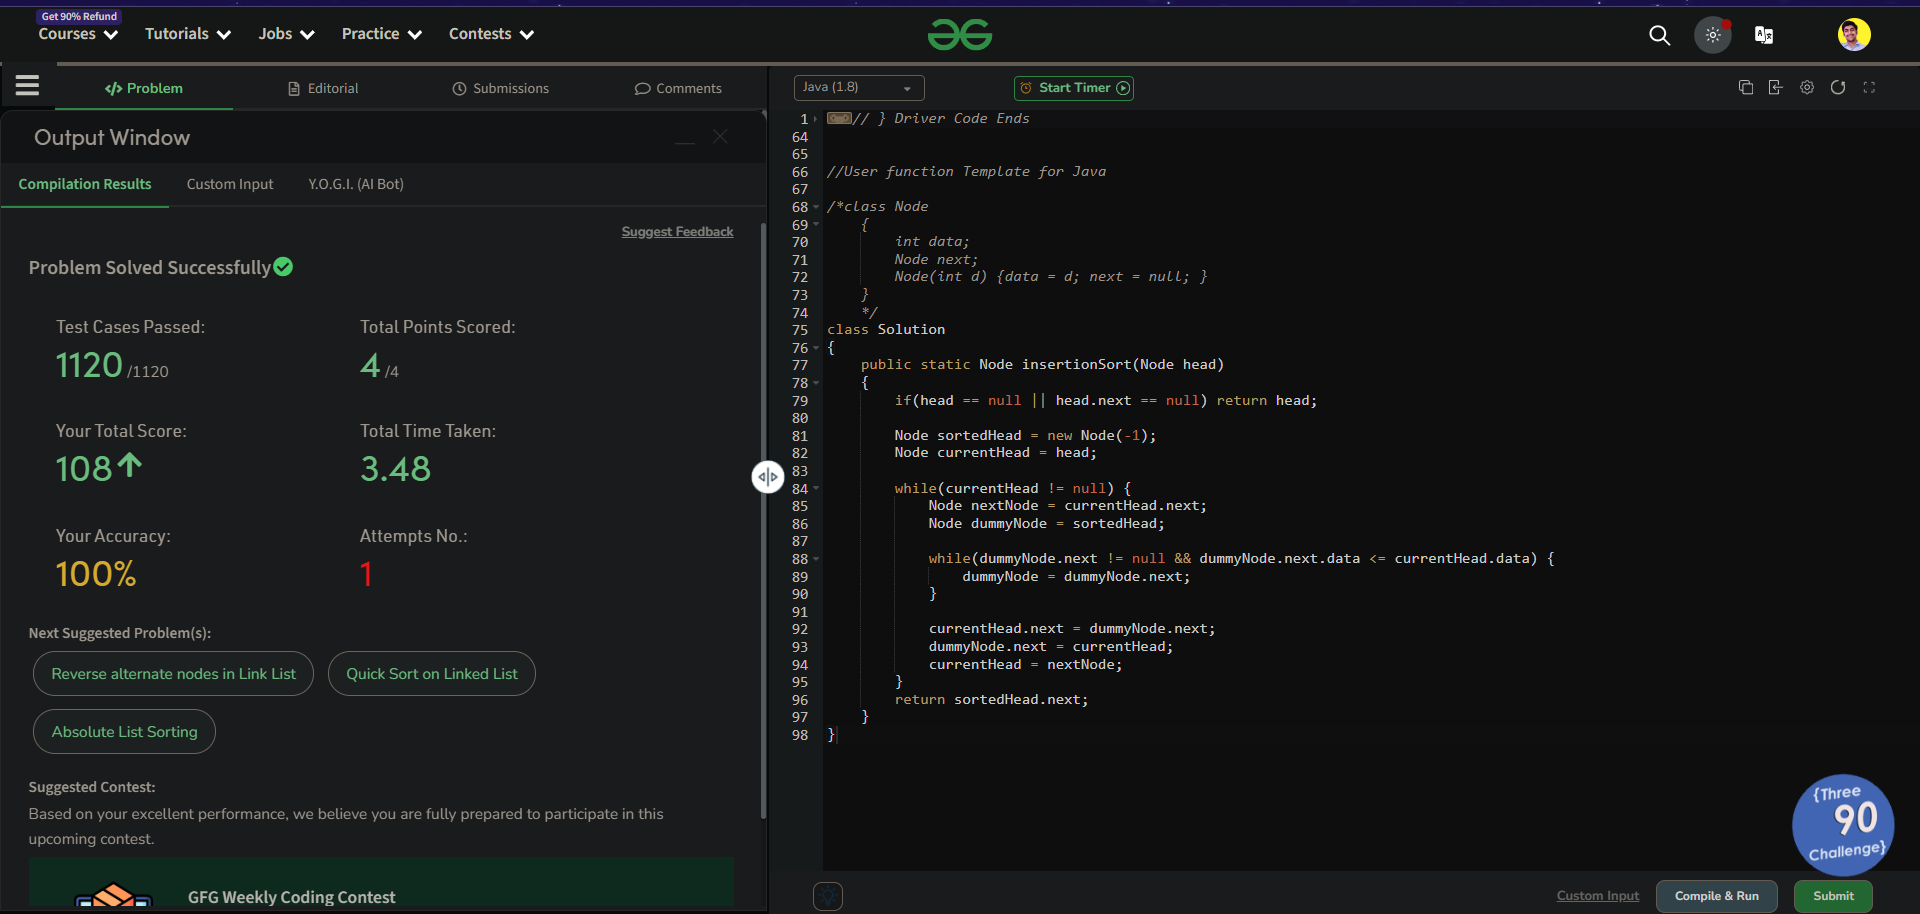 Get 90% Refund
Courses Tutorials Jobs Practice Contests
Problem Editorial Submissions Comments
Output Window
Compilation Results Custom Input Y.O.G.I. (AI Bot)
Suggest Feedback
Problem Solved Successfully
Test Cases Passed: Total Points Scored:
1120 /1120 4 /4
Your Total Score: Total Time Taken:
108 3.48
Your Accuracy: Attempts No.:
100% 1
Next Suggested Problem(s):
Reverse alternate nodes in Link List Quick Sort on Linked List
Absolute List Sorting
Suggested Contest:
Based on your excellent performance, we believe you are fully prepared to participate in this
upcoming contest.
GFG Weekly Coding Contest
Java (1.8) Start Timer
1 // } Driver Code Ends
64
65
66 //User function Template for Java
67
68 /*class Node
69 {
70 int data;
71 Node next;
72 Node(int d) {data = d; next = null; }
73 }
74 */
75 class Solution
76 {
77 public static Node insertionSort(Node head)
78 {
79 if(head == null || head.next == null) return head;
80
81 Node sortedHead = new Node(-1);
82 Node currentHead = head;
83
84 while(currentHead != null) {
85 Node nextNode = currentHead.next;
86 Node dummyNode = sortedHead;
87
88 while(dummyNode.next != null && dummyNode.next.data <= currentHead.data) {
89 dummyNode = dummyNode.next;
90 }
91
92 currentHead.next = dummyNode.next;
93 dummyNode.next = currentHead;
94 currentHead = nextNode;
95 }
96 return sortedHead.next;
97 }
98 }
{Three
90
Challenge}
Custom Input Compile & Run Submit